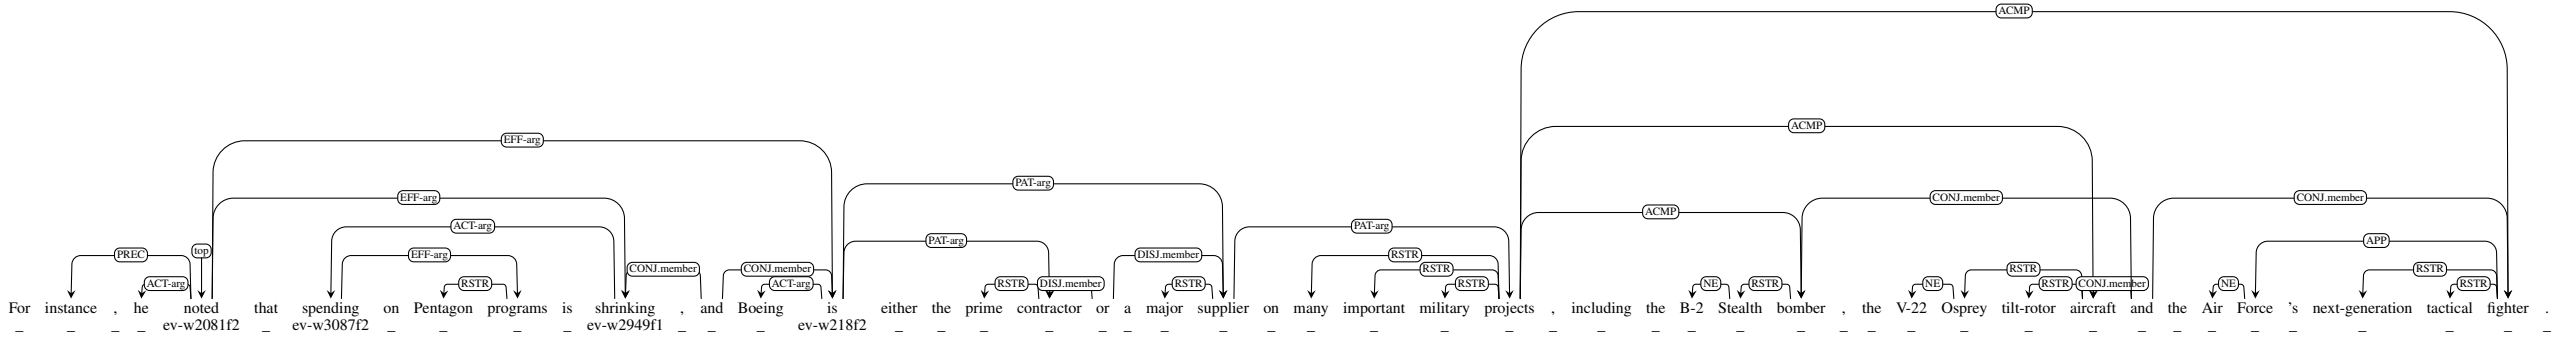 ACMP
ACMP
EFF-arg
PAT-arg
EFF-arg CONJ.member CONJ.member
ACMP
ACT-arg PAT-arg
PAT-arg APP
PREC top EFF-arg DISJ.member RSTR
CONJ.member CONJ.member RSTR RSTR RSTR
ACT-arg RSTR ACT-arg RSTR DISJ.member RSTR RSTR NE RSTR NE RSTR CONJ.member NE RSTR
For instance , he noted that spending on Pentagon programs is shrinking , and Boeing is either the prime contractor or a major supplier on many important military projects , including the B-2 Stealth bomber , the V-22 Osprey tilt-rotor aircraft and the Air Force 's next-generation tactical fighter .
_ _ _ _ ev-w2081f2 _ ev-w3087f2 _ _ _ _ ev-w2949f1 _ _ _ ev-w218f2 _ _ _ _ _ _ _ _ _ _ _ _ _ _ _ _ _ _ _ _ _ _ _ _ _ _ _ _ _ _ _ _ _ _